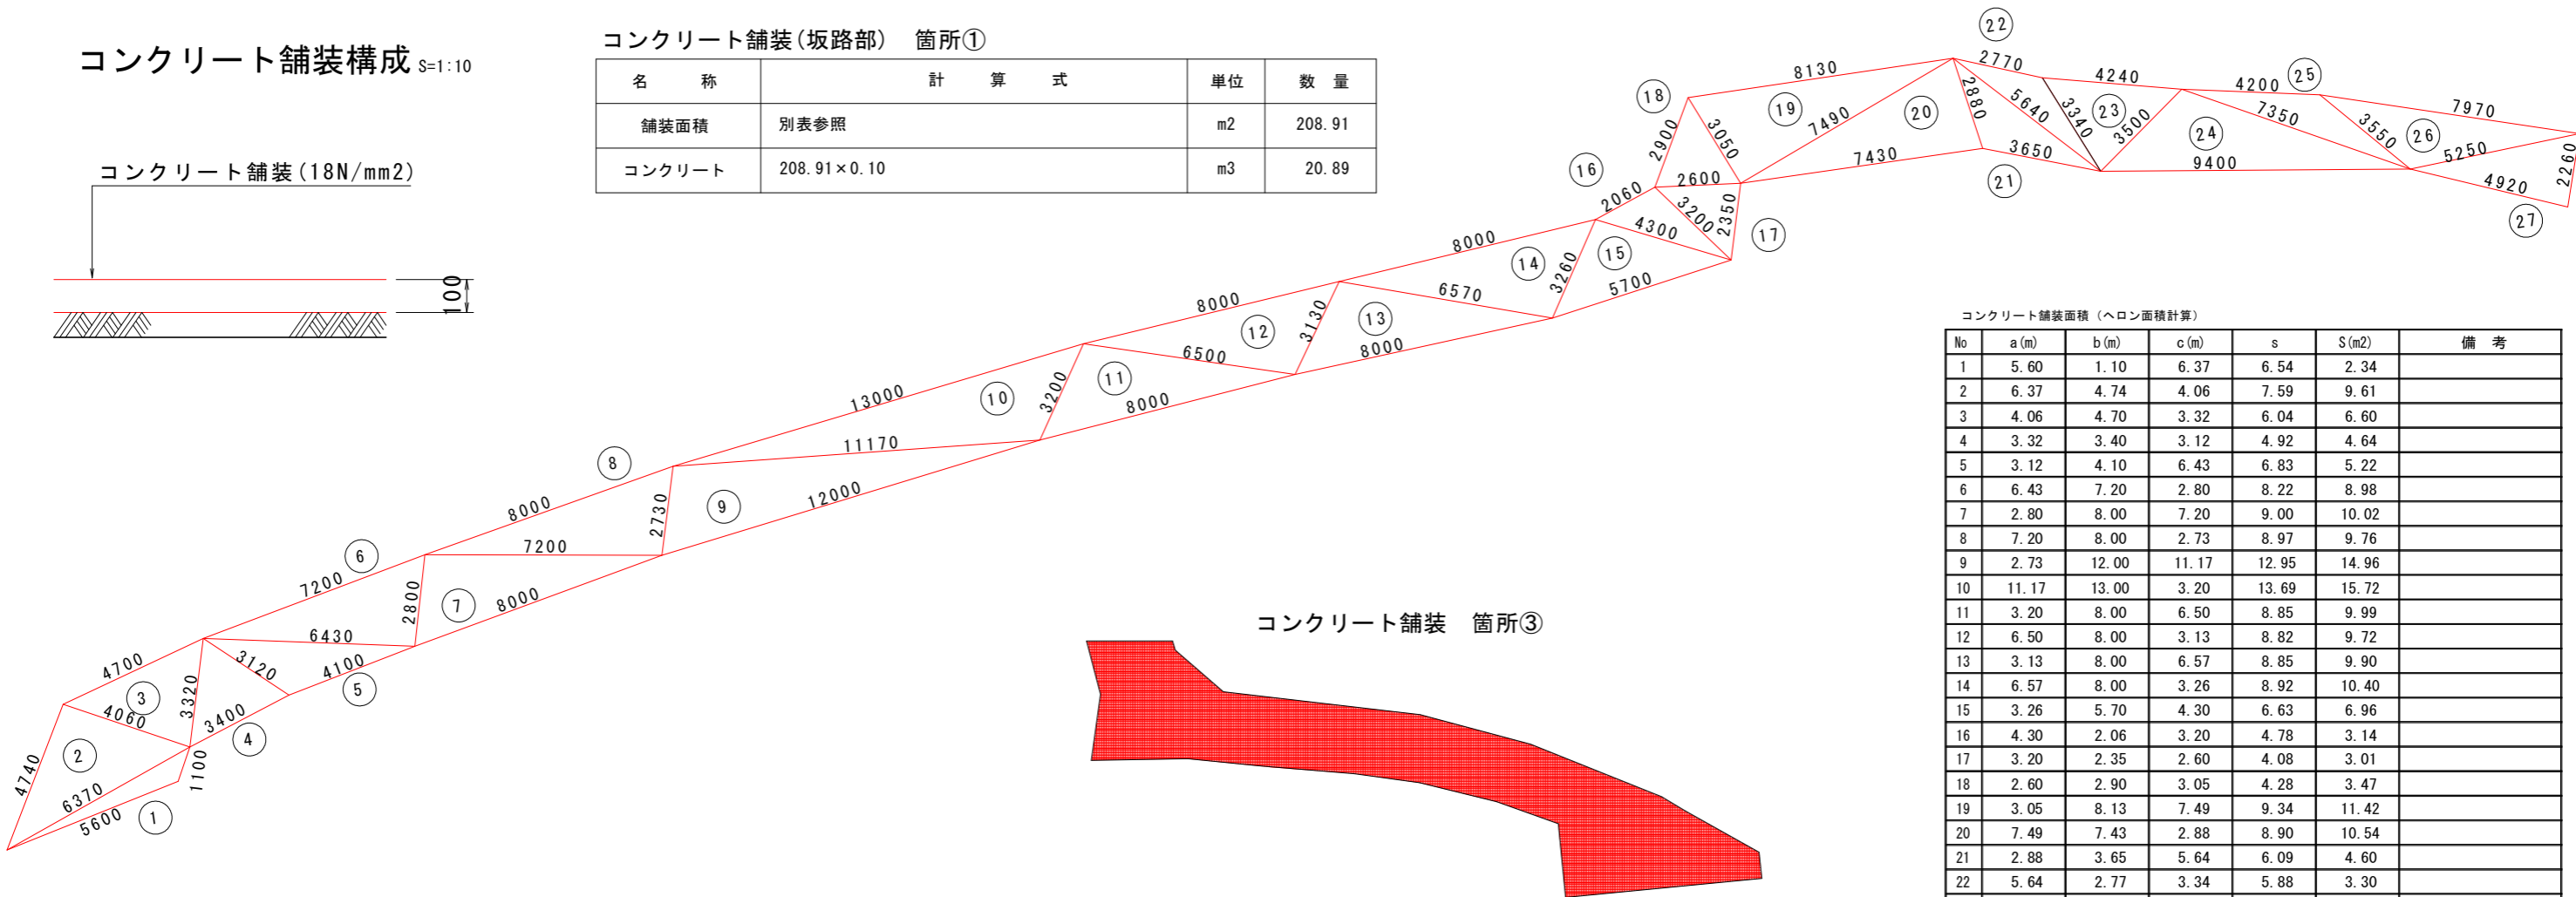 コンクリート舗装構成 S=1:10
コンクリート舗装(18N/mm2)
100
コンクリート舗装(坂路部) 箇所①
名 称 計 算 式 単位 数 量
舗装面積 別表参照 m2 208.91
コンクリート 208.91×0.10 m3 20.89
22
2770
8130
4240
4200 25
7970
18
19
2880
20
5640
3340
23
3500
7350
3550
26
5250
2260
2900
3050
7490
24
16
2600
7430
3650
9400
4920
21
27
2060
3200
2350
17
4300
8000
14
15
3260
5700
8000
6570
12
3130
13
6500
8000
13000
10
3200
11
8000
8
11170
8000
2730
9
12000
6
7200
7200
2800
7
8000
4700
6430
3120
4100
5
3
3320
4060
3400
4
2
4740
1100
6370
5600
1
コンクリート舗装 箇所③
コンクリート舗装面積 (ヘロン面積計算)
No a(m) b(m) c(m) s S(m2) 備 考
1 5.60 1.10 6.37 6.54 2.34
2 6.37 4.74 4.06 7.59 9.61
3 4.06 4.70 3.32 6.04 6.60
4 3.32 3.40 3.12 4.92 4.64
5 3.12 4.10 6.43 6.83 5.22
6 6.43 7.20 2.80 8.22 8.98
7 2.80 8.00 7.20 9.00 10.02
8 7.20 8.00 2.73 8.97 9.76
9 2.73 12.00 11.17 12.95 14.96
10 11.17 13.00 3.20 13.69 15.72
11 3.20 8.00 6.50 8.85 9.99
12 6.50 8.00 3.13 8.82 9.72
13 3.13 8.00 6.57 8.85 9.90
14 6.57 8.00 3.26 8.92 10.40
15 3.26 5.70 4.30 6.63 6.96
16 4.30 2.06 3.20 4.78 3.14
17 3.20 2.35 2.60 4.08 3.01
18 2.60 2.90 3.05 4.28 3.47
19 3.05 8.13 7.49 9.34 11.42
20 7.49 7.43 2.88 8.90 10.54
21 2.88 3.65 5.64 6.09 4.60
22 5.64 2.77 3.34 5.88 3.30